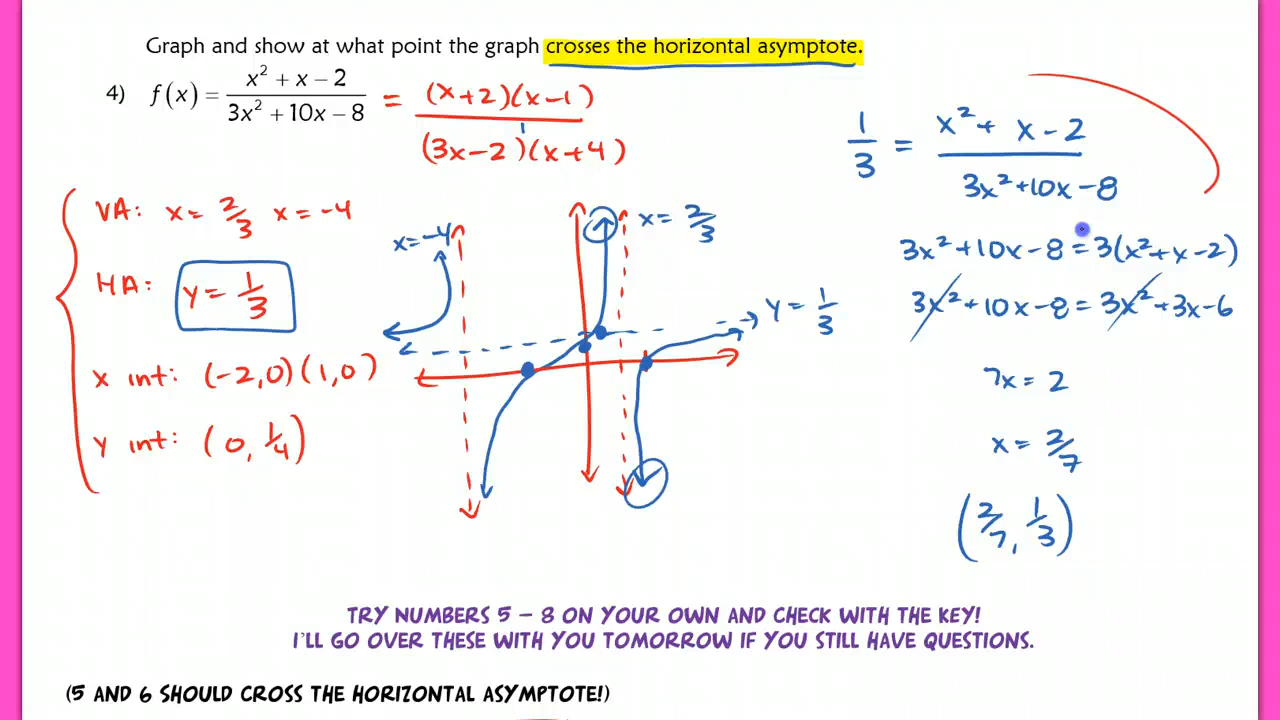 Graph and show at what point the graph crosses the horizontal asymptote.
4) f(x) = (x² + x − 2)/(3x² + 10x − 8) = (x+2)(x−1)/(3x−2)(x+4)
VA: x = 2/3 x = −4
HA: y = 1/3
x int: (−2,0)(1,0)
y int: (0, 1/4)
x = −4
x = 2/3
y = 1/3
1/3 = (x² + x − 2)/(3x² + 10x − 8)
3x² + 10x − 8 = 3(x² + x − 2)
3x² + 10x − 8 = 3x² + 3x − 6
7x = 2
x = 2/7
(2/7, 1/3)
TRY NUMBERS 5 – 8 ON YOUR OWN AND CHECK WITH THE KEY!
I'LL GO OVER THESE WITH YOU TOMORROW IF YOU STILL HAVE QUESTIONS.
(5 AND 6 SHOULD CROSS THE HORIZONTAL ASYMPTOTE!)